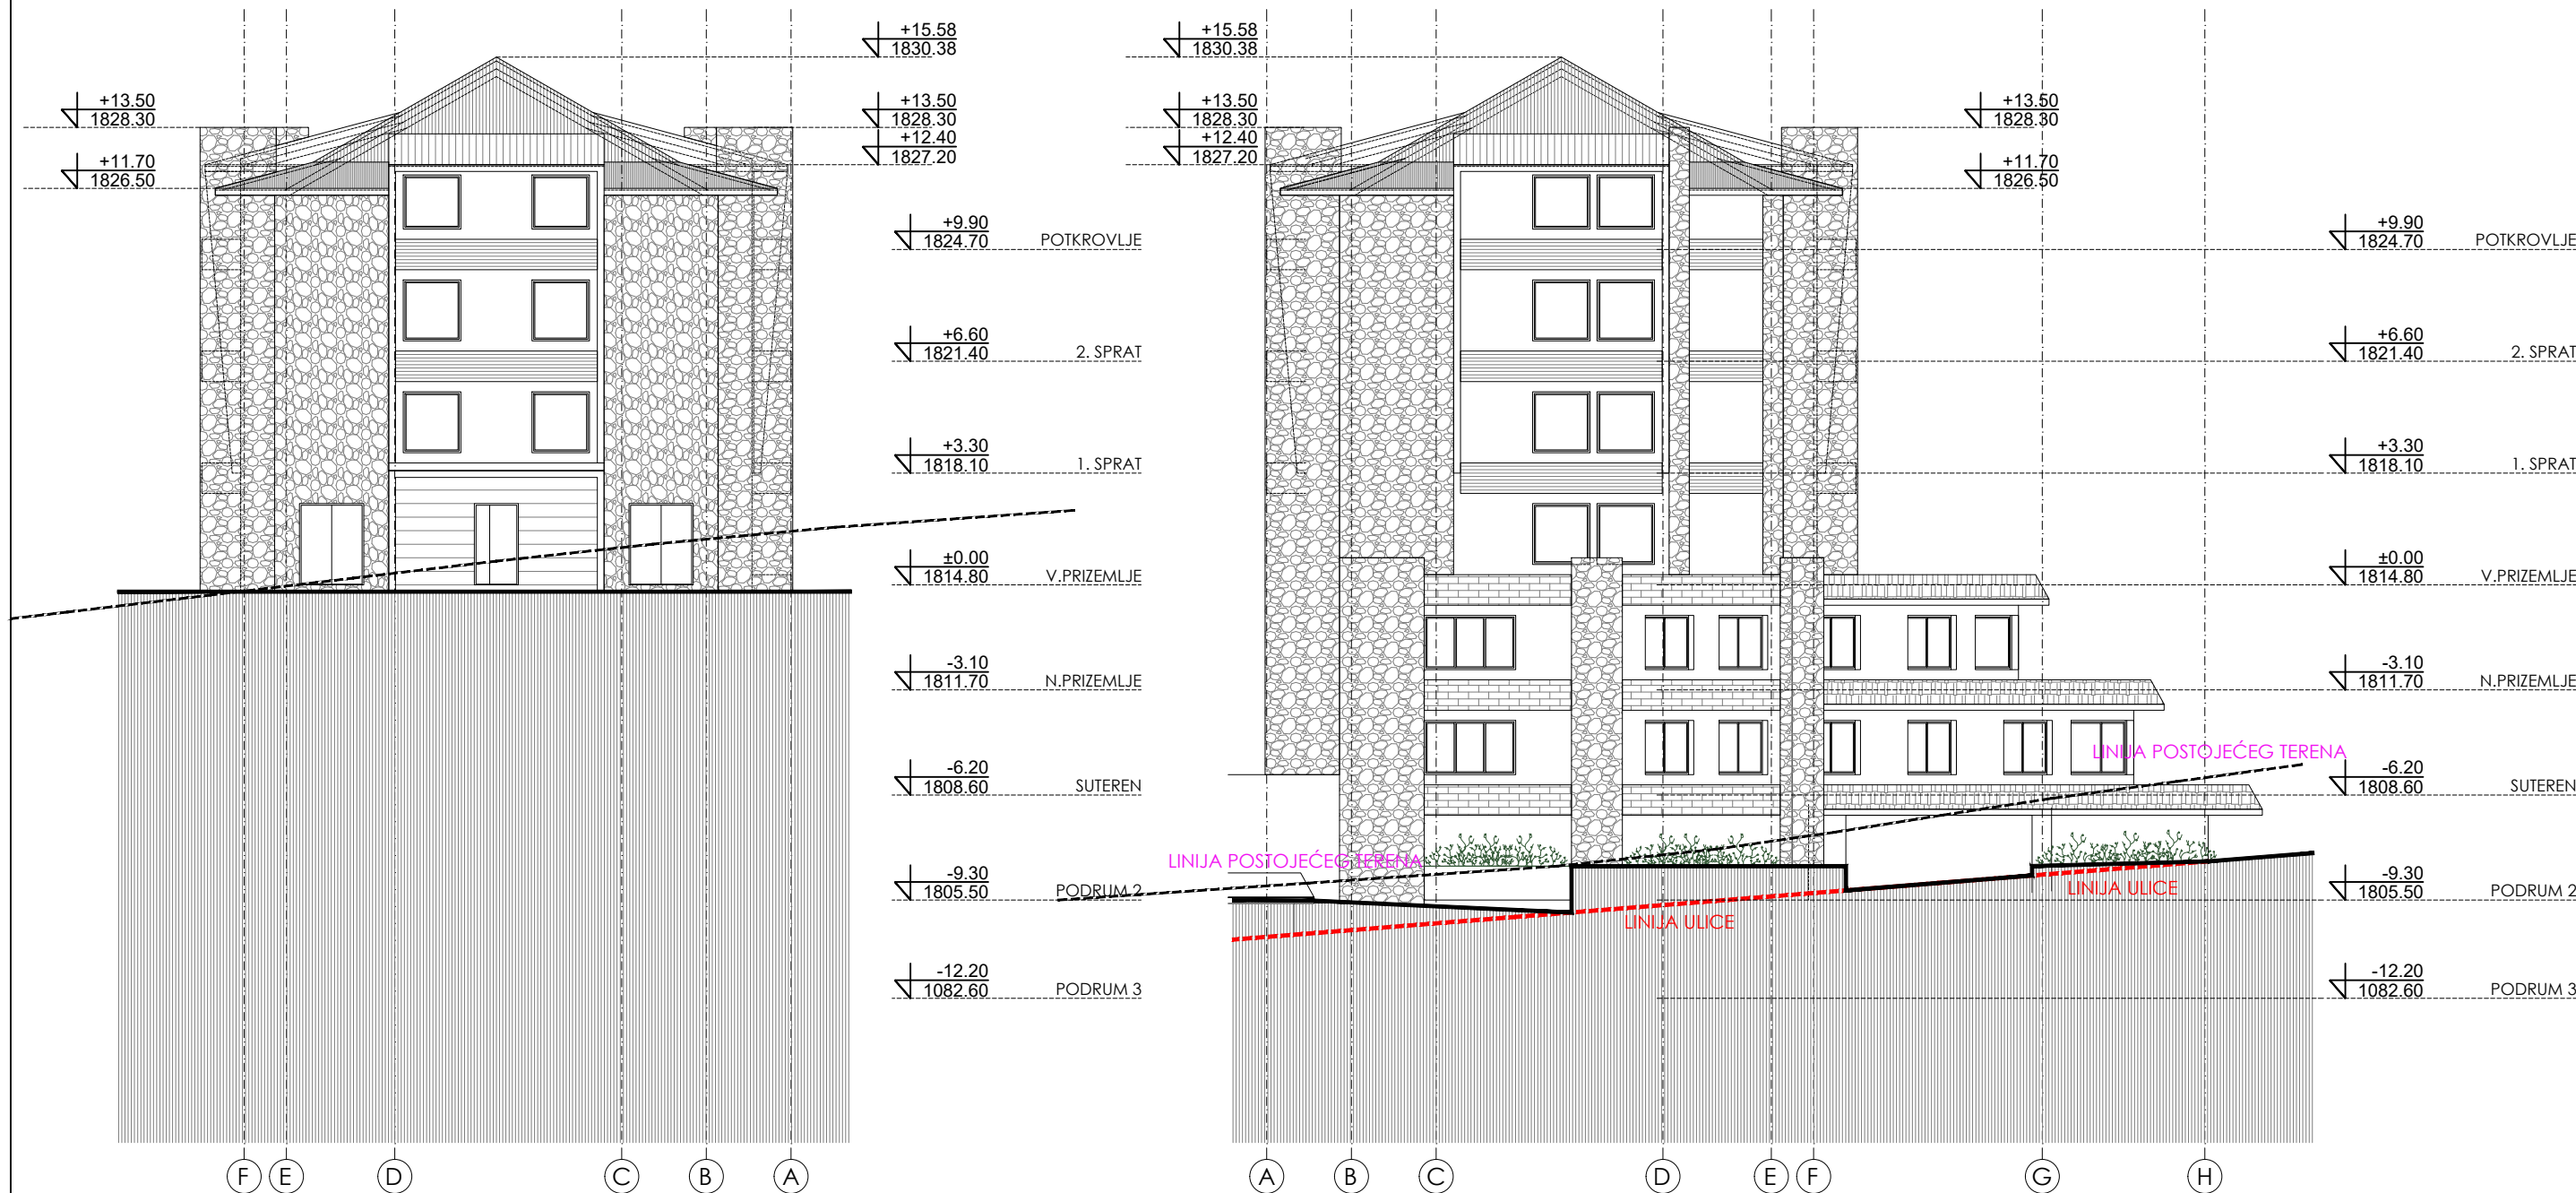 +15.58
1830.38
+13.50
1828.30
+13.50
1828.30
+12.40
1827.20
+11.70
1826.50
+9.90
1824.70 POTKROVLJE
+6.60
1821.40 2. SPRAT
+3.30
1818.10 1. SPRAT
±0.00
1814.80 V.PRIZEMLJE
-3.10
1811.70 N.PRIZEMLJE
-6.20
1808.60 SUTEREN
-9.30
1805.50 PODRUM 2
-12.20
1082.60 PODRUM 3
F E D C B A
+15.58
1830.38
+13.50
1828.30
+12.40
1827.20
+13.50
1828.30
+11.70
1826.50
+9.90
1824.70 POTKROVLJE
+6.60
1821.40 2. SPRAT
+3.30
1818.10 1. SPRAT
±0.00
1814.80 V.PRIZEMLJE
-3.10
1811.70 N.PRIZEMLJE
LINIJA POSTOJEĆEG TERENA
-6.20
1808.60 SUTEREN
LINIJA POSTOJEĆEG TERENA
-9.30
1805.50 PODRUM 2
LINIJA ULICE
LINIJA ULICE
-12.20
1082.60 PODRUM 3
A B C D E F G H